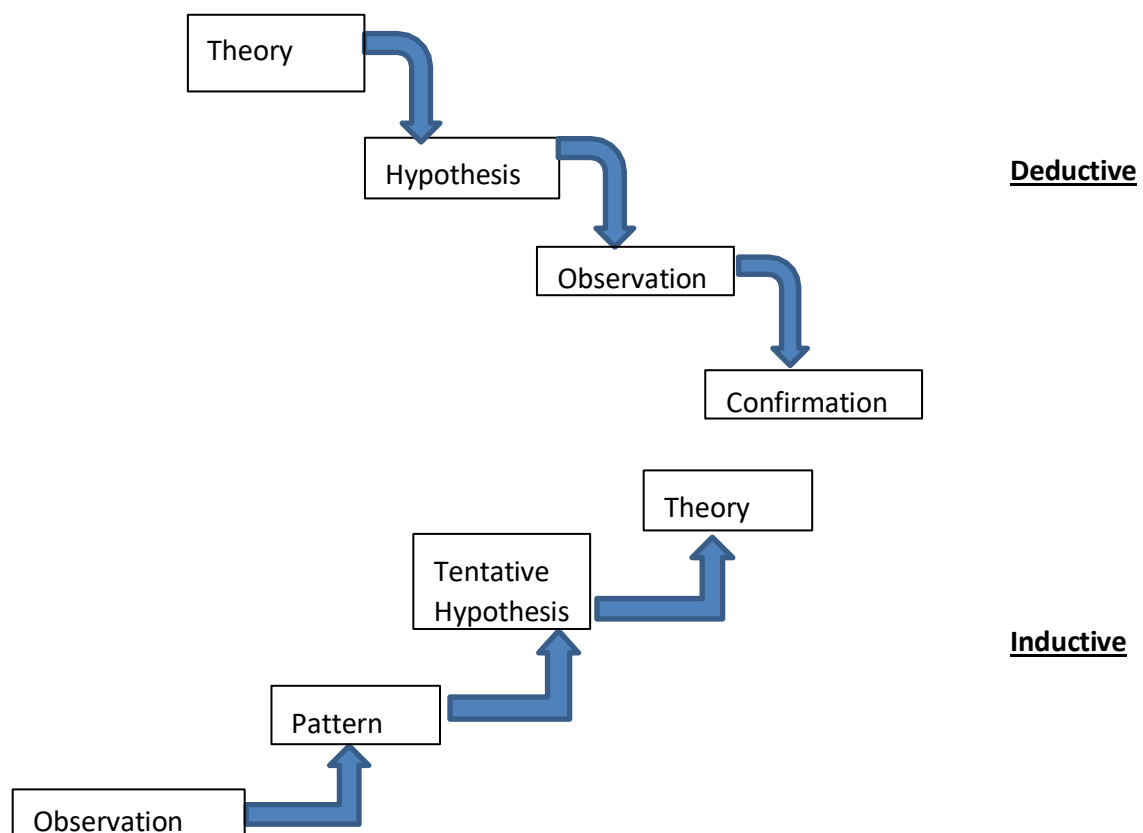 Theory
Hypothesis
Deductive
Observation
Confirmation
Theory
Tentative
Hypothesis
Inductive
Pattern
Observation